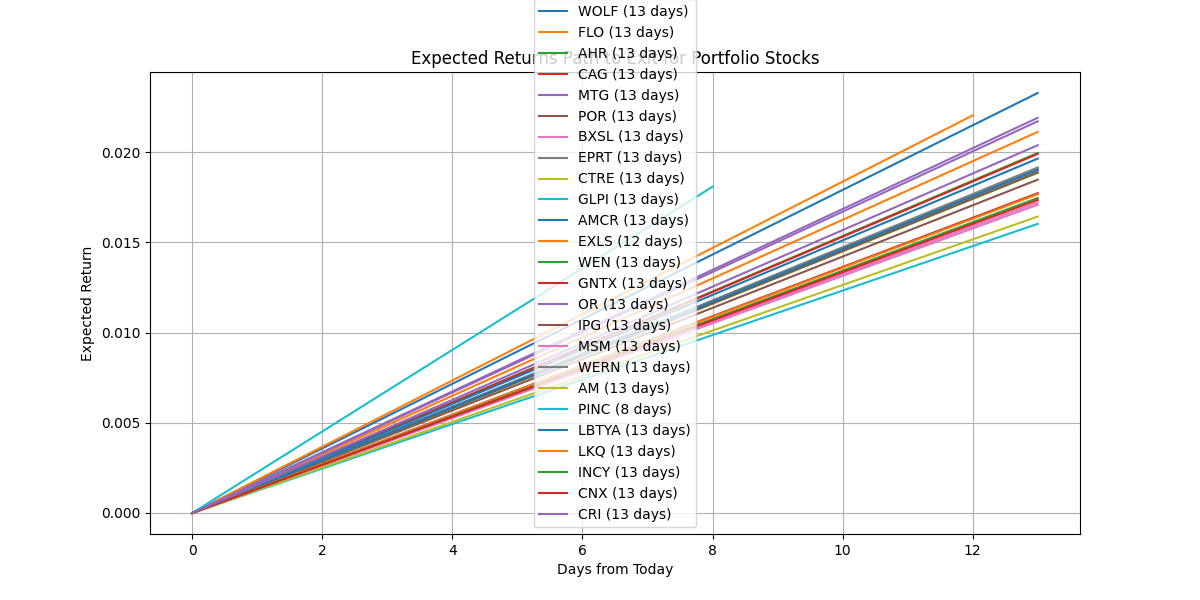 Expected Returns Path to Exit for Portfolio Stocks
WOLF (13 days)
FLO (13 days)
AHR (13 days)
CAG (13 days)
MTG (13 days)
POR (13 days)
BXSL (13 days)
EPRT (13 days)
CTRE (13 days)
GLPI (13 days)
AMCR (13 days)
EXLS (12 days)
WEN (13 days)
GNTX (13 days)
OR (13 days)
IPG (13 days)
MSM (13 days)
WERN (13 days)
AM (13 days)
PINC (8 days)
LBTYA (13 days)
LKQ (13 days)
INCY (13 days)
CNX (13 days)
CRI (13 days)
Expected Return
0.020
0.015
0.010
0.005
0.000
0 2 4 6 8 10 12
Days from Today